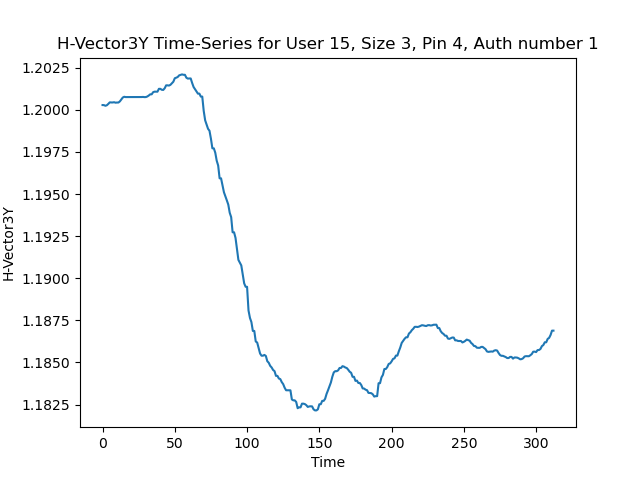 H-Vector3Y Time-Series for User 15, Size 3, Pin 4, Auth number 1
H-Vector3Y
1.2025
1.2000
1.1975
1.1950
1.1925
1.1900
1.1875
1.1850
1.1825
0 50 100 150 200 250 300
Time